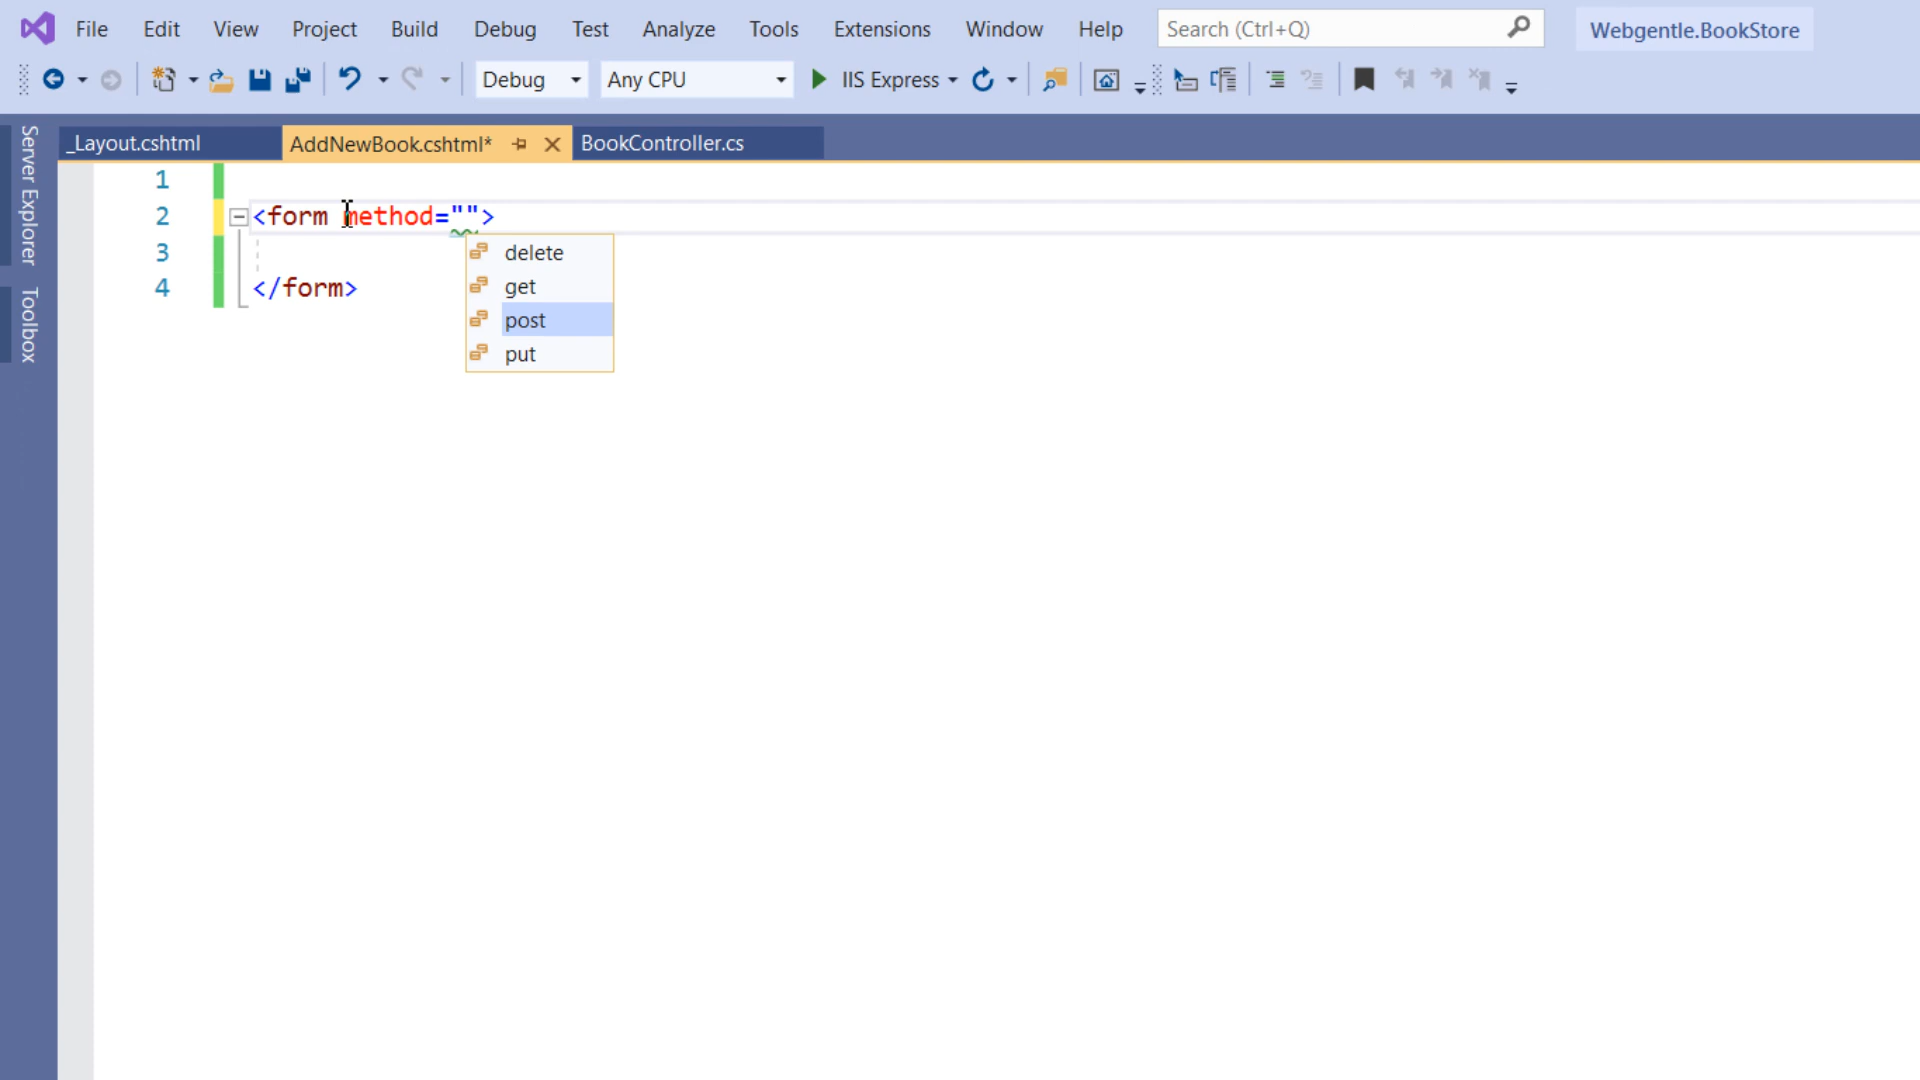 File Edit View Project Build Debug Test Analyze Tools Extensions Window Help Search (Ctrl+Q) Webgentle.BookStore
Debug Any CPU IIS Express
_Layout.cshtml AddNewBook.cshtml* BookController.cs
Server Explorer
Toolbox
1
2 <form method="">
3
4 </form>
delete
get
post
put